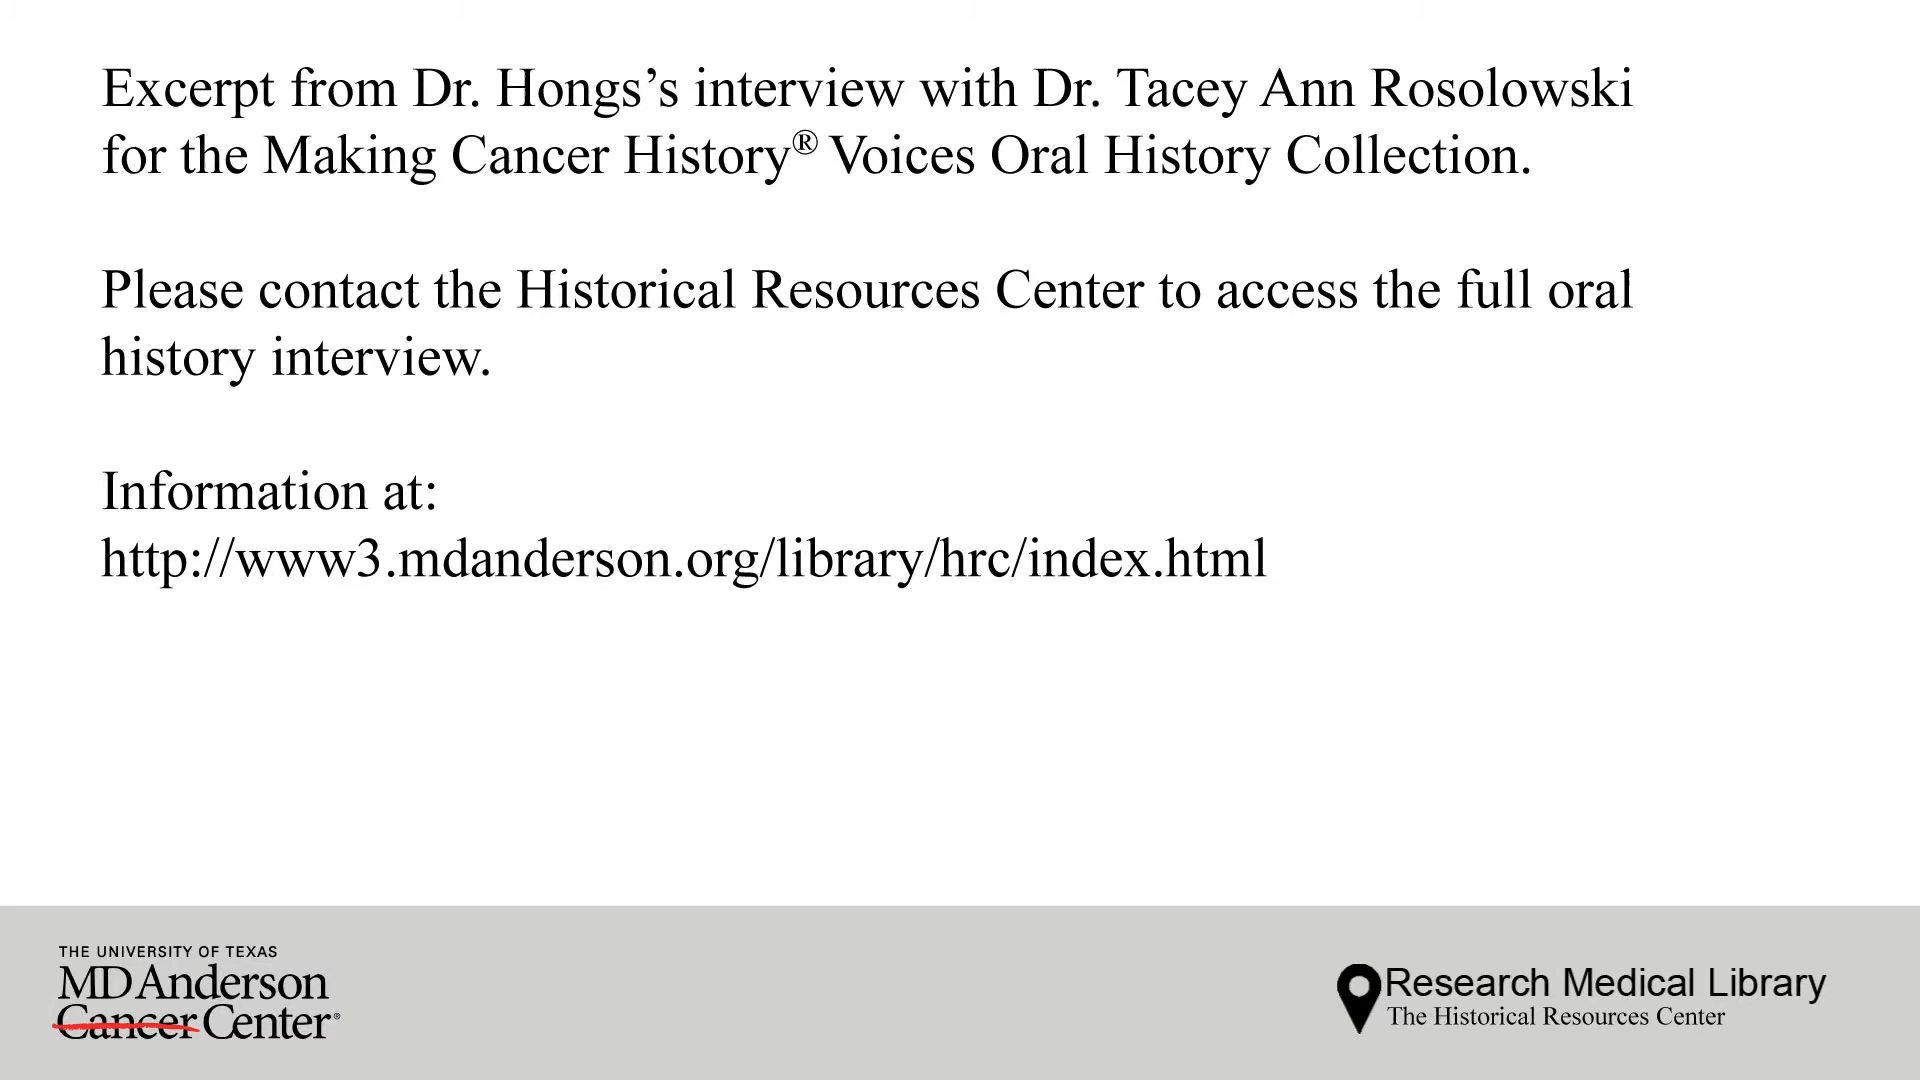 Excerpt from Dr. Hongs’s interview with Dr. Tacey Ann Rosolowski
for the Making Cancer History® Voices Oral History Collection.
Please contact the Historical Resources Center to access the full oral
history interview.
Information at:
http://www3.mdanderson.org/library/hrc/index.html
THE UNIVERSITY OF TEXAS
MD Anderson
Cancer Center®
Research Medical Library
The Historical Resources Center